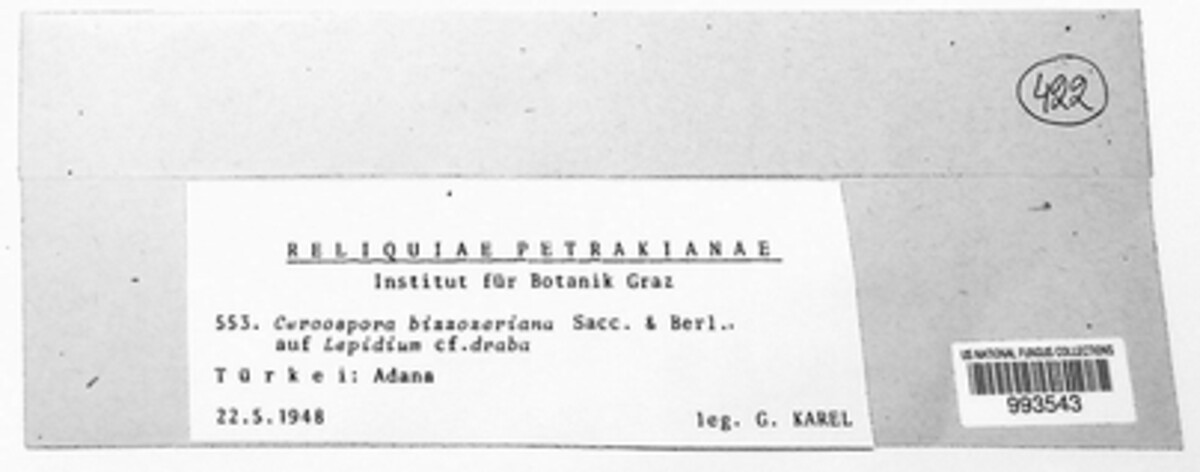 422
RELIQUIAE PETRAKIANAE
Institut für Botanik Graz
553. Cercospora bizzozeriana Sacc. & Berl.
auf Lepidium cf.draba
Türkei: Adana
22.5.1948 leg. G. KAREL
US NATIONAL FUNGUS COLLECTIONS
993543